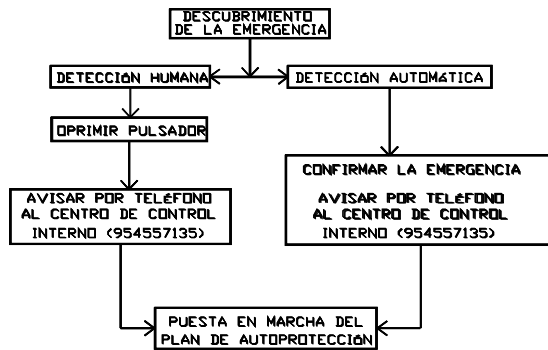 DESCUBRIMIENTO
DE LA EMERGENCIA
DETECCIÓN HUMANA
DETECCIÓN AUTOMÁTICA
OPRIMIR PULSADOR
CONFIRMAR LA EMERGENCIA
AVISAR POR TELÉFONO
AL CENTRO DE CONTROL
INTERNO (954557135)
AVISAR POR TELÉFONO
AL CENTRO DE CONTROL
INTERNO (954557135)
PUESTA EN MARCHA DEL
PLAN DE AUTOPROTECCIÓN